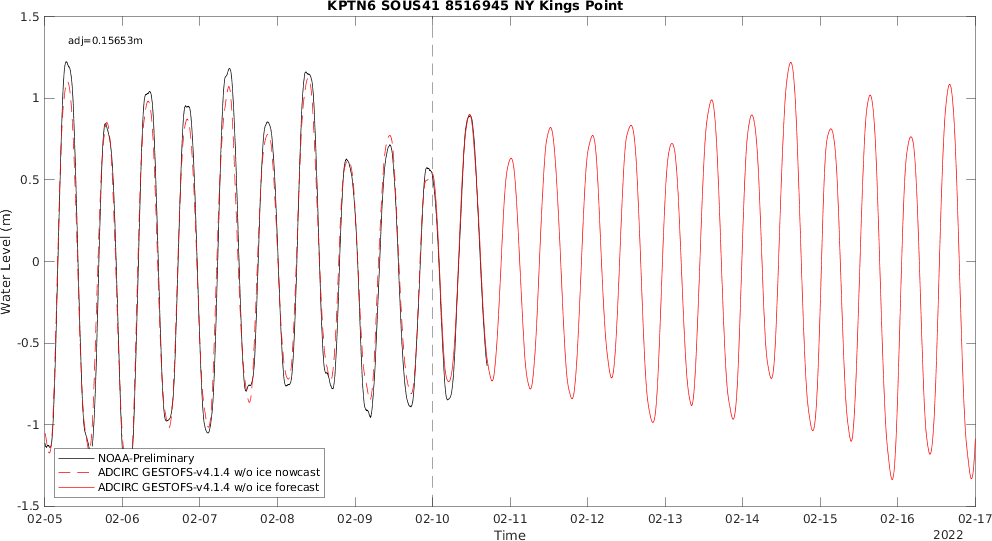 KPTN6 SOUS41 8516945 NY Kings Point
adj=0.15653m
1.5
1
0.5
0
-0.5
-1
-1.5
Water Level (m)
NOAA-Preliminary
ADCIRC GESTOFS-v4.1.4 w/o ice nowcast
ADCIRC GESTOFS-v4.1.4 w/o ice forecast
02-05 02-06 02-07 02-08 02-09 02-10 02-11 02-12 02-13 02-14 02-15 02-16 02-17
Time
2022